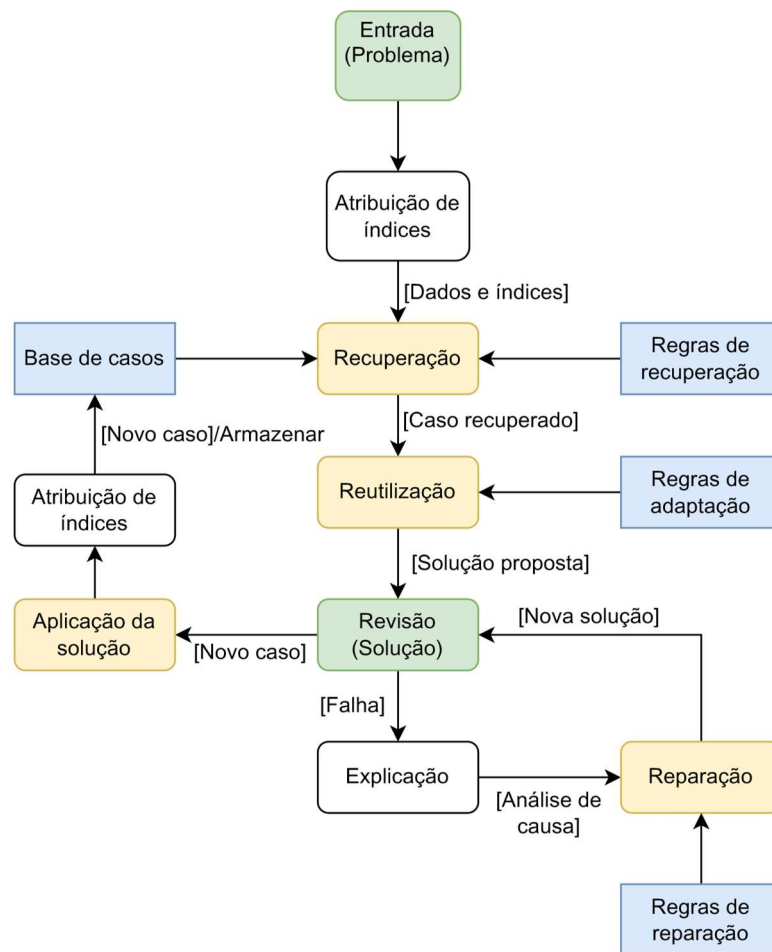 Entrada
(Problema)
Atribuição de
índices
[Dados e índices]
Base de casos
Recuperação
Regras de
recuperação
[Novo caso]/Armazenar
[Caso recuperado]
Atribuição de
índices
Reutilização
Regras de
adaptação
[Solução proposta]
Aplicação da
solução
[Novo caso]
Revisão
(Solução)
[Nova solução]
[Falha]
Explicação
[Análise de
causa]
Reparação
Regras de
reparação